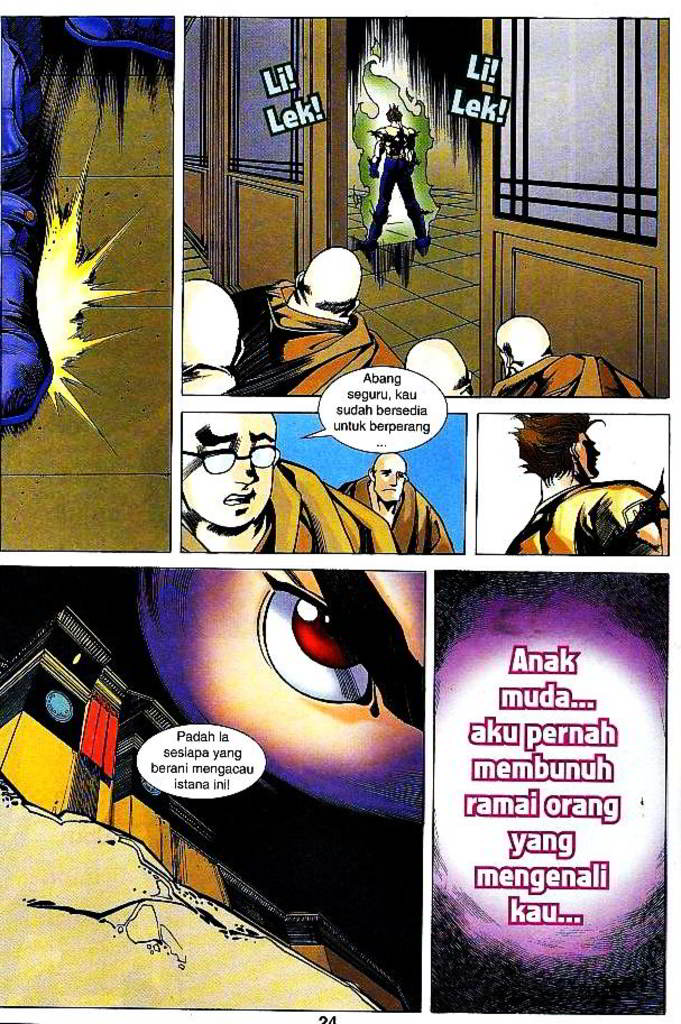 Li!
Lek!
Li!
Lek!
Abang
seguru, kau
sudah bersedia
untuk berperang
...
Padah la
sesiapa yang
berani mengacau
istana ini!
Anak
muda...
aku pernah
membunuh
ramai orang
yang
mengenali
kau...
24